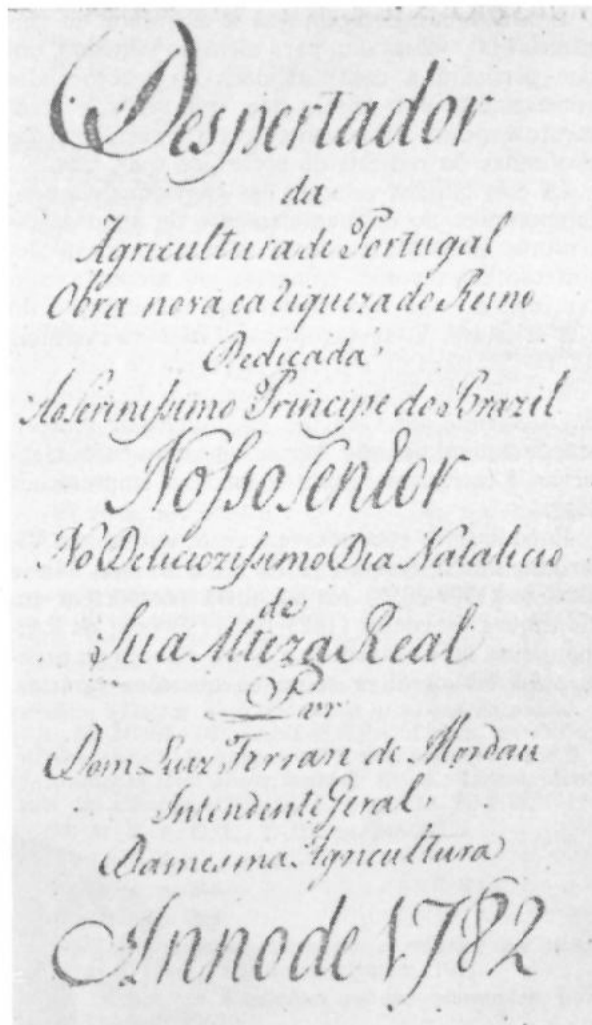 Despertador
da
Agricultura de Portugal
Obra nova, e a Riqueza do Reino
Dedicada
Ao Serinissimo Principe do Brazil
Nosso Senhor
No Deliciozissimo Dia Natalicio
de
Sua Alteza Real
Por
Dom Luiz Ferrari de Mordau
Intendente Geral
Da mesma Agricultura
Anno de 1782